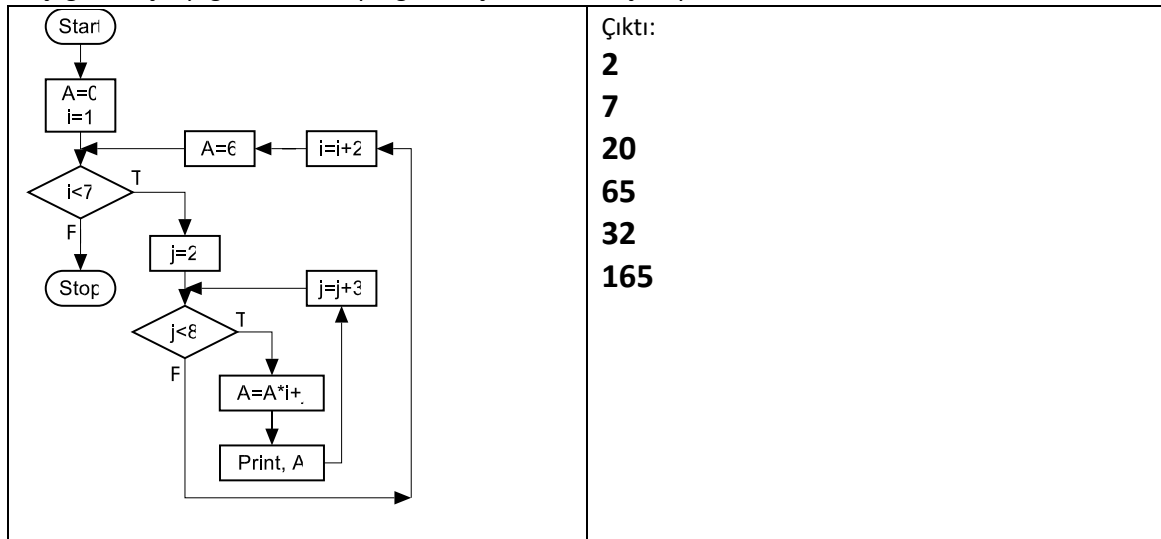 Start
A=0
i=1
A=6
i=i+2
i<7
T
F
j=2
Stop
j=j+3
j<8
T
F
A=A*i+j
Print, A
Çıktı:
2
7
20
65
32
165